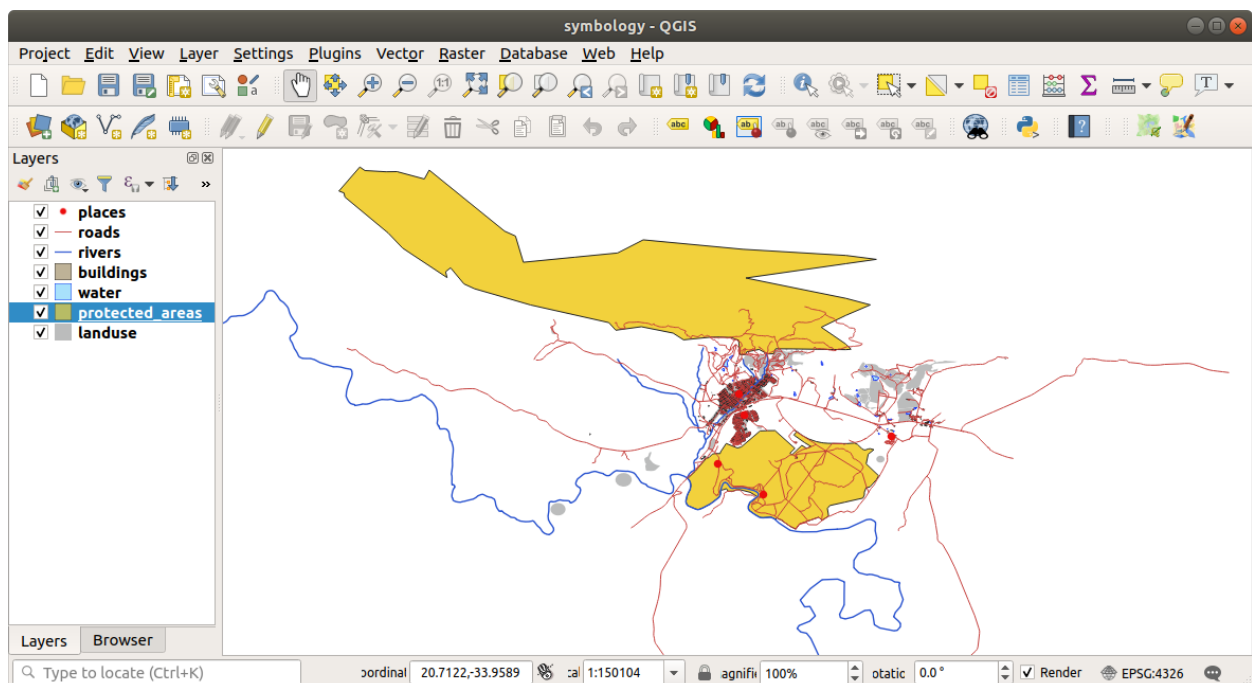 symbology - QGIS
Project Edit View Layer Settings Plugins Vector Raster Database Web Help
Layers
places
roads
rivers
buildings
water
protected_areas
landuse
Layers Browser
Type to locate (Ctrl+K) oordinal 20.7122,-33.9589 :al 1:150104 agnifi 100% otatic 0.0 ° Render EPSG:4326